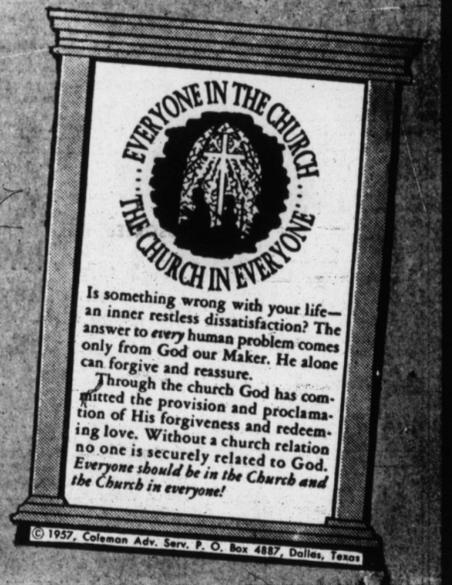 EVERYONE IN THE CHURCH ...
THE CHURCH IN EVERYONE ...
Is something wrong with your life—
an inner restless dissatisfaction? The
answer to every human problem comes
only from God our Maker. He alone
can forgive and reassure.
Through the church God has com-
mitted the provision and proclama-
tion of His forgiveness and redeem-
ing love. Without a church relation
no one is securely related to God.
Everyone should be in the Church and
the Church in everyone!
© 1957, Coleman Adv. Serv. P. O. Box 4887, Dallas, Texas